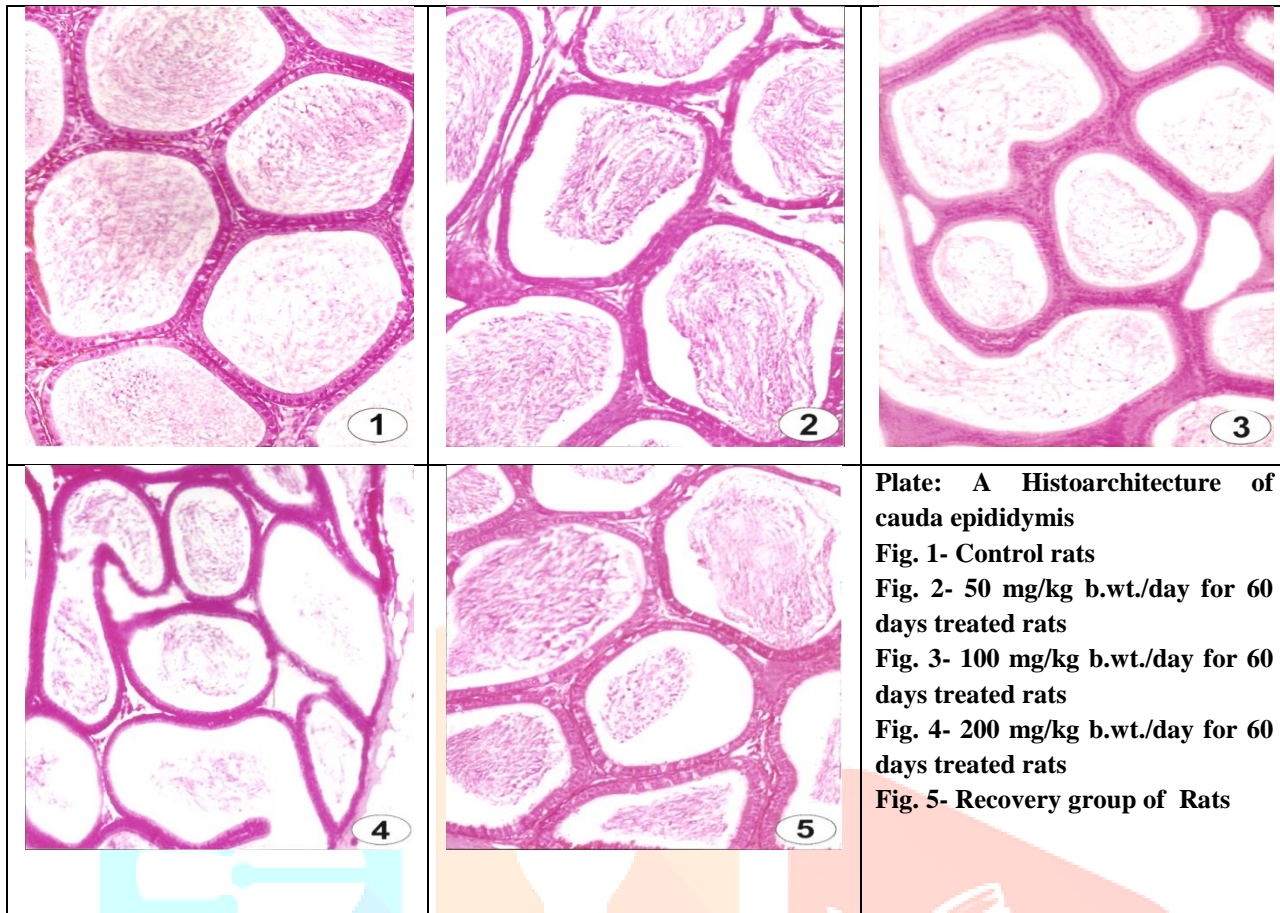 1
2
3
4
5
Plate: A Histoarchitecture of
cauda epididymis
Fig. 1- Control rats
Fig. 2- 50 mg/kg b.wt./day for 60
days treated rats
Fig. 3- 100 mg/kg b.wt./day for 60
days treated rats
Fig. 4- 200 mg/kg b.wt./day for 60
days treated rats
Fig. 5- Recovery group of Rats